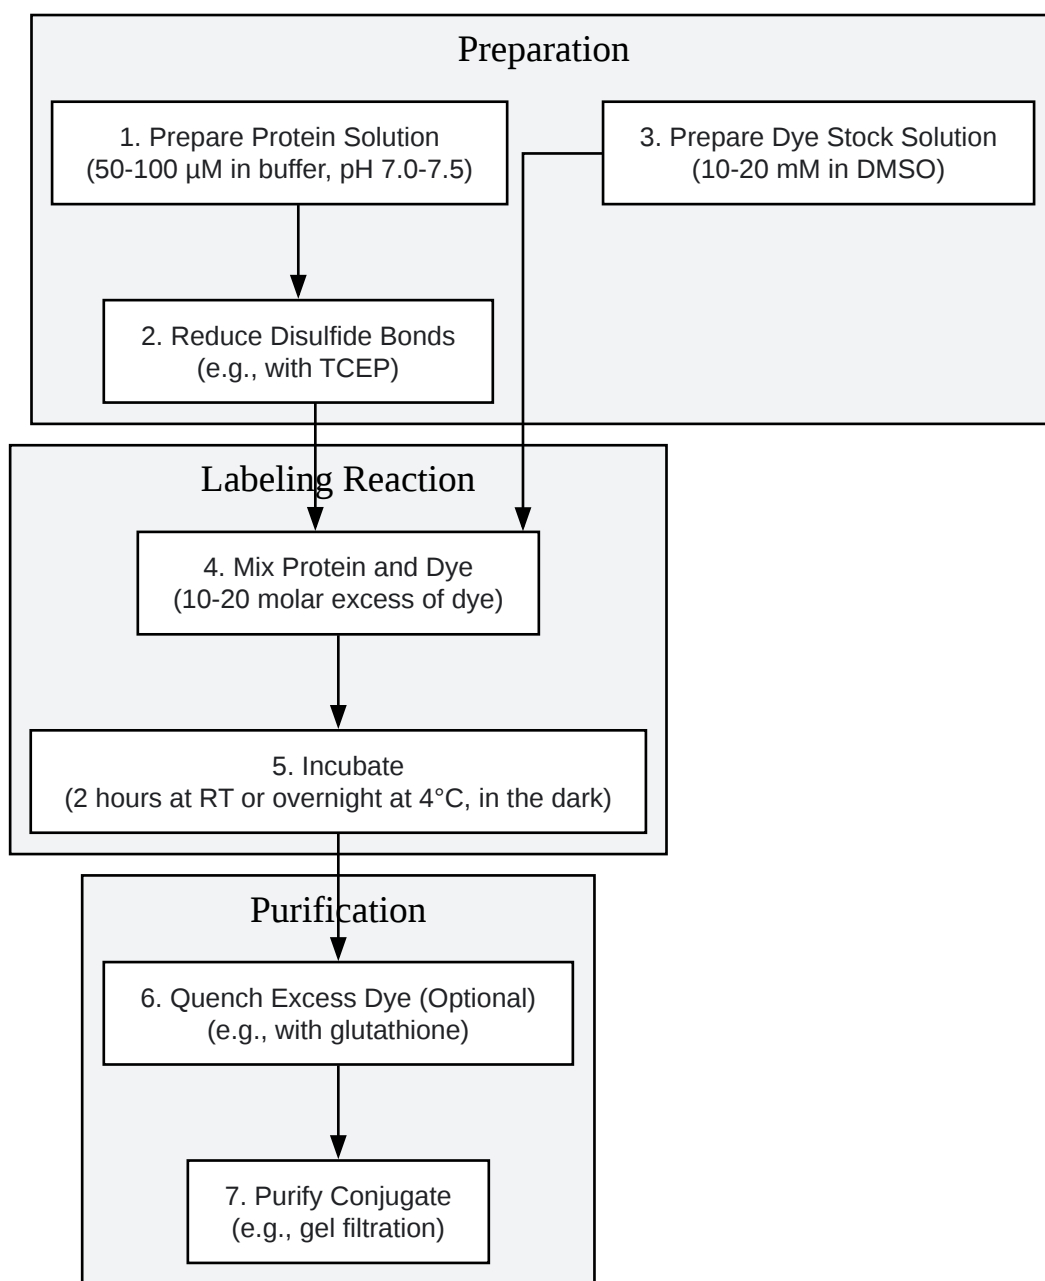 Preparation
1. Prepare Protein Solution
(50-100 µM in buffer, pH 7.0-7.5)
3. Prepare Dye Stock Solution
(10-20 mM in DMSO)
2. Reduce Disulfide Bonds
(e.g., with TCEP)
Labeling Reaction
4. Mix Protein and Dye
(10-20 molar excess of dye)
5. Incubate
(2 hours at RT or overnight at 4°C, in the dark)
Purification
6. Quench Excess Dye (Optional)
(e.g., with glutathione)
7. Purify Conjugate
(e.g., gel filtration)